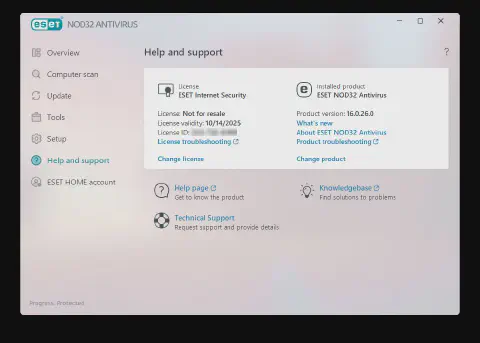 eset NOD32 ANTIVIRUS
Overview
Computer scan
Update
Tools
Setup
Help and support
ESET HOME account
Progress. Protected.
Help and support
?
License
ESET Internet Security
License: Not for resale
License validity: 10/14/2025
License ID:
License troubleshooting
Change license
Installed product
ESET NOD32 Antivirus
Product version: 16.0.26.0
What's new
About ESET NOD32 Antivirus
Product troubleshooting
Change product
Help page
Get to know the product
Knowledgebase
Find solutions to problems
Technical Support
Request support and provide details